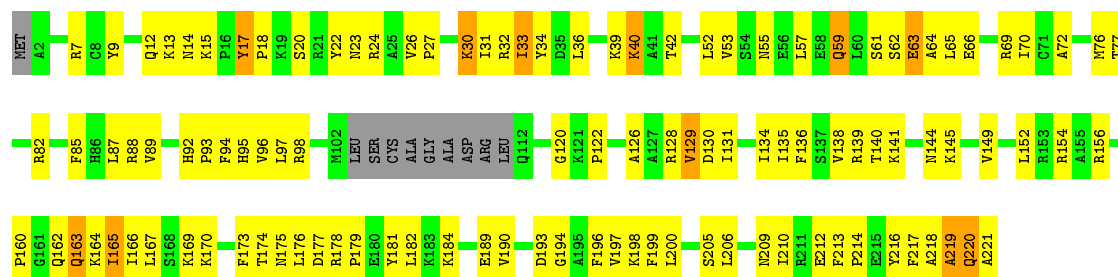 MET A2 R7 C8 Y9 Q12 K13 N14 K15 P16 Y17 P18 K19 S20 R21 Y22 N23 R24 A25 V26 P27 K30 I31 R32 I33 Y34 D35 L36 K39 K40 A41 T42 L52 V53 S54 N55 E56 L57 E58 Q59 L60 S61 S62 E63 A64 L65 E66 R69 I70 C71 A72 M76 T77
R82 F85 H86 L87 R88 V89 H92 P93 F94 H95 V96 L97 R98 M102 LEU SER CYS ALA GLY ALA ASP ARG LEU Q112 G120 K121 P122 A126 A127 R128 V129 D130 I131 I134 I135 F136 S137 V138 R139 T140 K141 N144 K145 V149 L152 R153 R154 A155 R156
P160 G161 Q162 Q163 K164 I165 I166 L167 S168 K169 K170 F173 T174 N175 L176 D177 R178 P179 E180 Y181 L182 K183 K184 E189 V190 D193 G194 A195 F196 V197 K198 F199 L200 S205 L206 N209 I210 R211 E212 F213 P214 E215 Y216 F217 A218 A219 Q220 A221